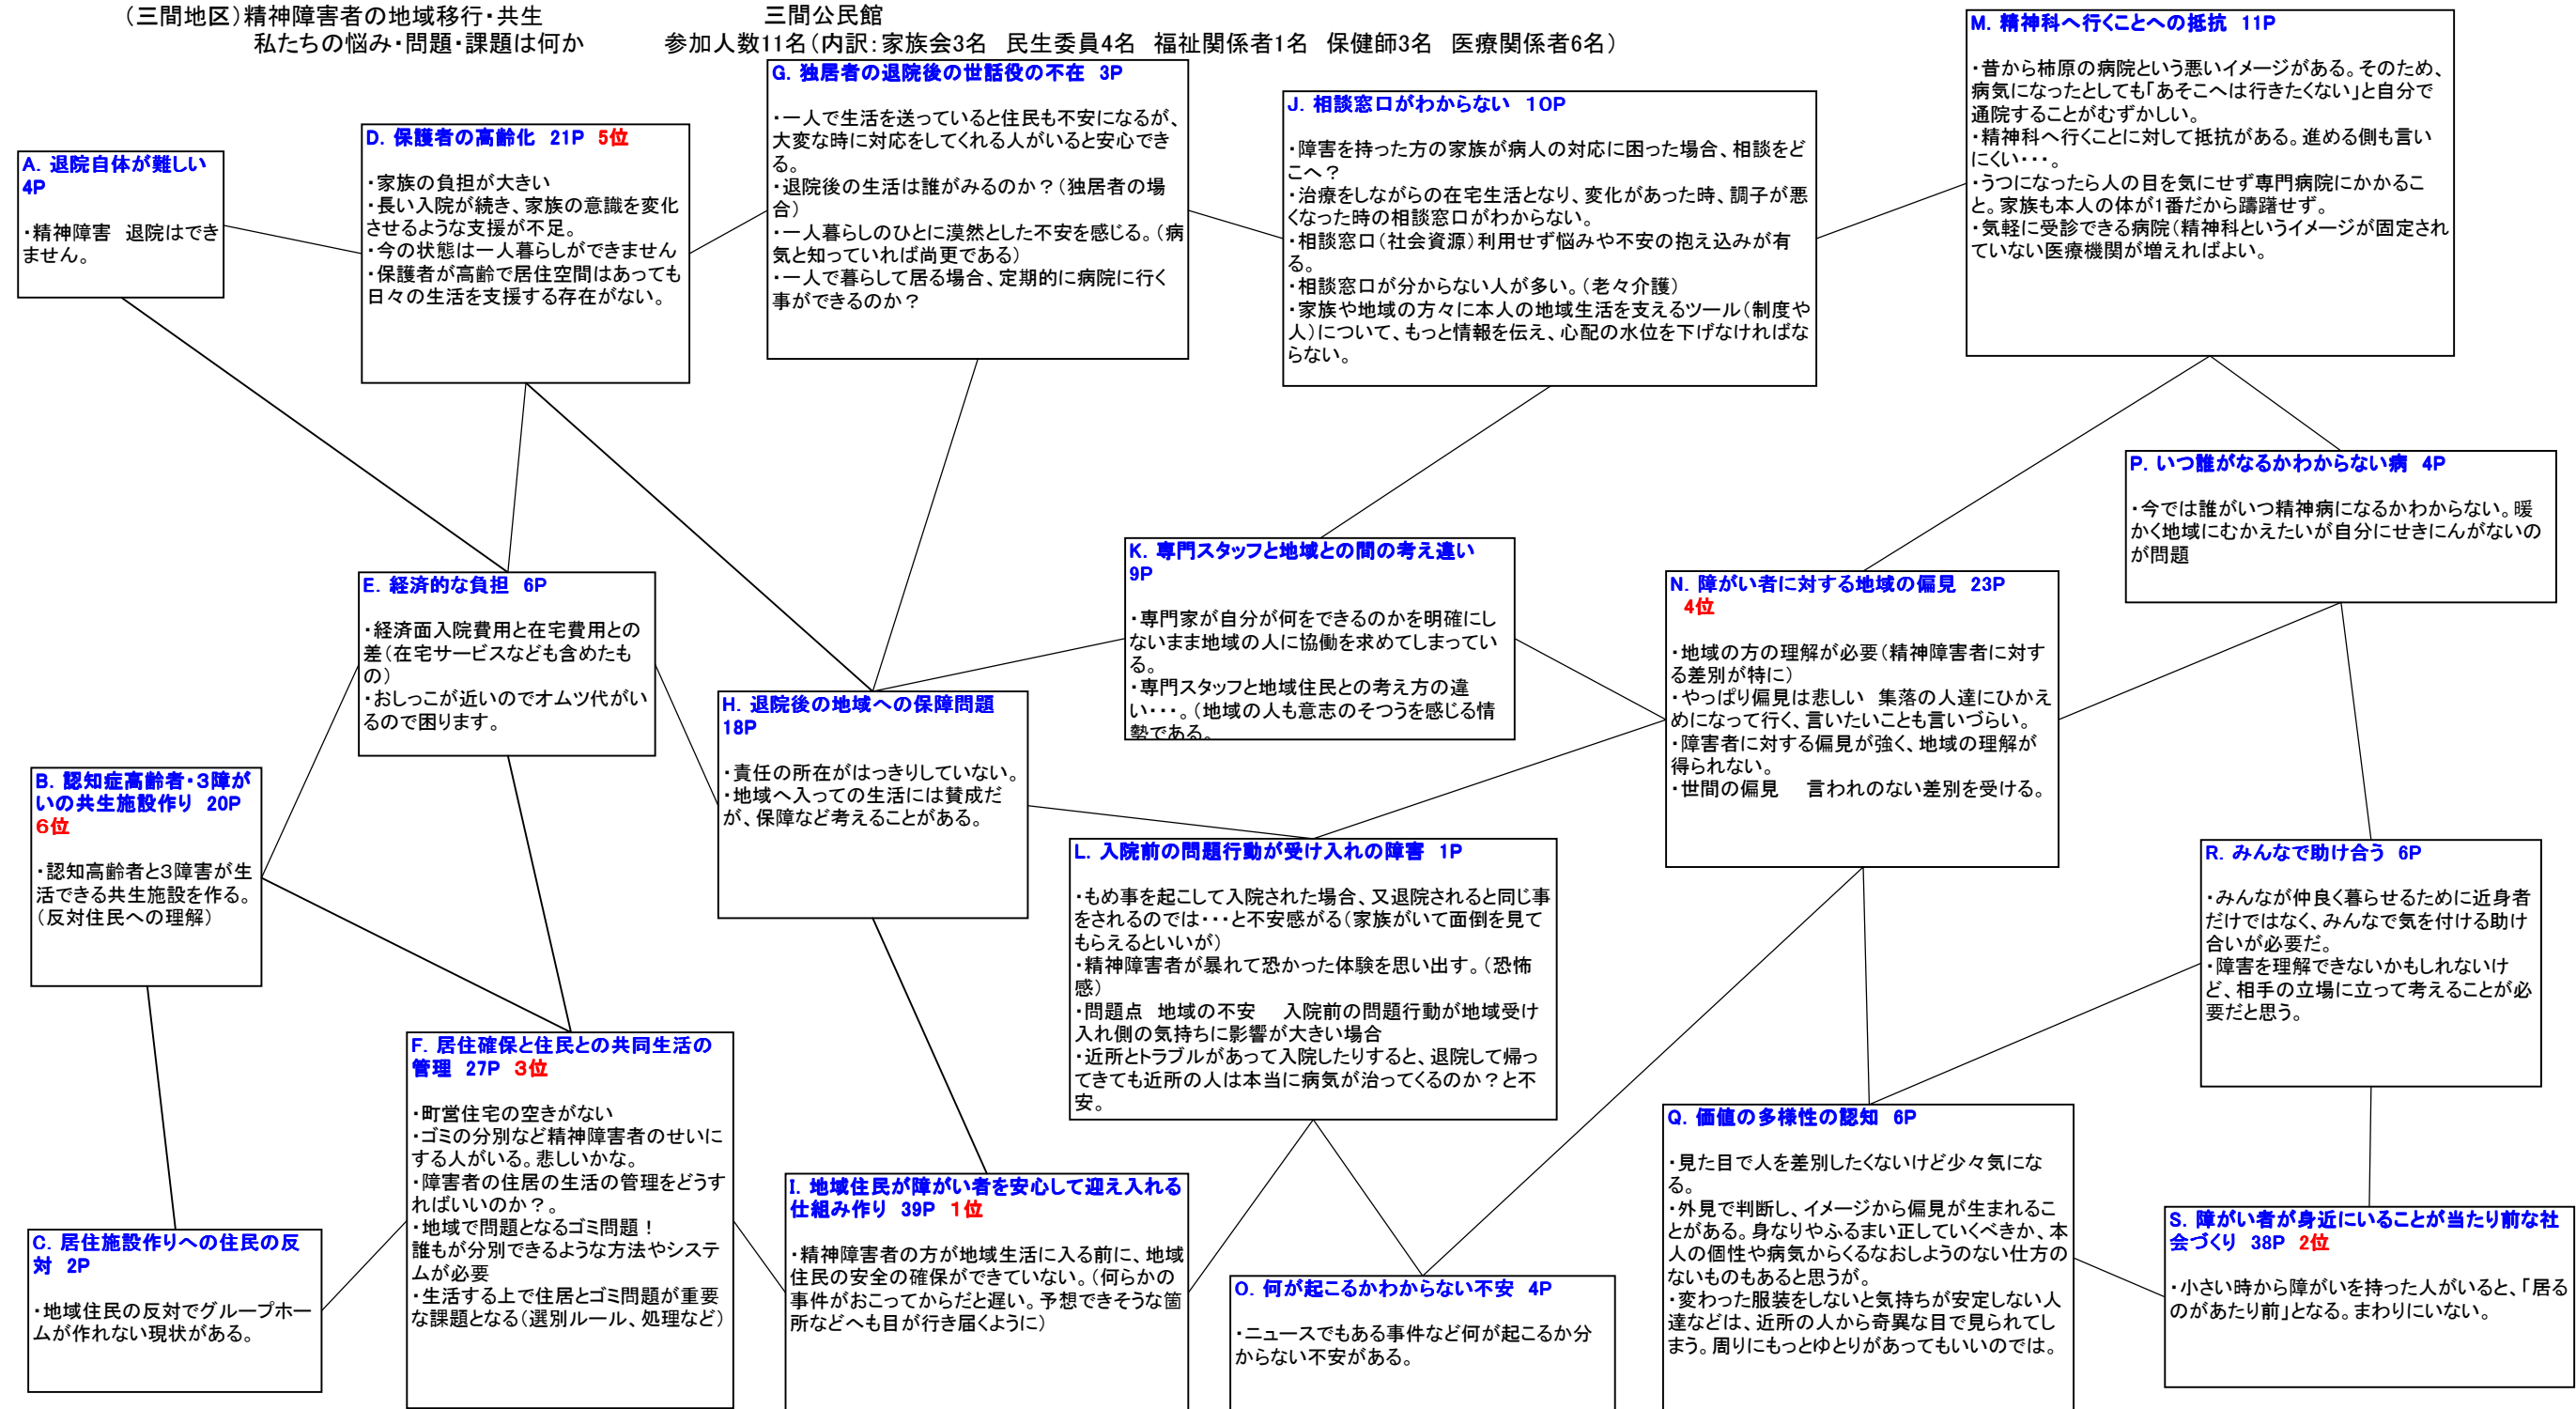 （三間地区）精神障害者の地域移行・共生
私たちの悩み・問題・課題は何か
三間公民館
参加人数11名（内訳：家族会3名　民生委員4名　福祉関係者1名　保健師3名　医療関係者6名）
A. 退院自体が難しい
4P
・精神障害　退院はでき
ません。
D. 保護者の高齢化　21P　5位
・家族の負担が大きい
・長い入院が続き、家族の意識を変化
させるような支援が不足。
・今の状態は一人暮らしができません
・保護者が高齢で居住空間はあっても
日々の生活を支援する存在がない。
G. 独居者の退院後の世話役の不在　3P
・一人で生活を送っていると住民も不安になるが、
大変な時に対応をしてくれる人がいると安心でき
る。
・退院後の生活は誰がみるのか？（独居者の場
合）
・一人暮らしのひとに漠然とした不安を感じる。（病
気と知っていれば尚更である）
・一人で暮らして居る場合、定期的に病院に行く
事ができるのか？
J. 相談窓口がわからない　10P
・障害を持った方の家族が病人の対応に困った場合、相談をど
こへ？
・治療をしながらの在宅生活となり、変化があった時、調子が悪
くなった時の相談窓口がわからない。
・相談窓口（社会資源）利用せず悩みや不安の抱え込みが有
る。
・相談窓口が分からない人が多い。（老々介護）
・家族や地域の方々に本人の地域生活を支えるツール（制度や
人）について、もっと情報を伝え、心配の水位を下げなければな
らない。
M. 精神科へ行くことへの抵抗　11P
・昔から柿原の病院という悪いイメージがある。そのため、
病気になったとしても「あそこへは行きたくない」と自分で
通院することがむずかしい。
・精神科へ行くことに対して抵抗がある。進める側も言い
にくい・・・。
・うつになったら人の目を気にせず専門病院にかかるこ
と。家族も本人の体が1番だから躊躇せず。
・気軽に受診できる病院（精神科というイメージが固定され
ていない医療機関が増えればよい。
P. いつ誰がなるかわからない病　4P
・今では誰がいつ精神病になるかわからない。暖
かく地域にむかえたいが自分にせきにんがないの
が問題
E. 経済的な負担　6P
・経済面入院費用と在宅費用との
差（在宅サービスなども含めたも
の）
・おしっこが近いのでオムツ代がい
るので困ります。
K. 専門スタッフと地域との間の考え違い
9P
・専門家が自分が何をできるのかを明確にし
ないまま地域の人に協働を求めてしまってい
る。
・専門スタッフと地域住民との考え方の違
い・・・。（地域の人も意志のそつうを感じる情
勢である。
N. 障がい者に対する地域の偏見　23P
4位
・地域の方の理解が必要（精神障害者に対す
る差別が特に）
・やっぱり偏見は悲しい　集落の人達にひかえ
めになって行く、言いたいことも言いづらい。
・障害者に対する偏見が強く、地域の理解が
得られない。
・世間の偏見　　言われのない差別を受ける。
H. 退院後の地域への保障問題
18P
・責任の所在がはっきりしていない。
・地域へ入っての生活には賛成だ
が、保障など考えることがある。
B. 認知症高齢者・3障が
いの共生施設作り　20P
6位
・認知高齢者と3障害が生
活できる共生施設を作る。
（反対住民への理解）
L. 入院前の問題行動が受け入れの障害　1P
・もめ事を起こして入院された場合、又退院されると同じ事
をされるのでは・・・と不安感がる（家族がいて面倒を見て
もらえるといいが）
・精神障害者が暴れて恐かった体験を思い出す。（恐怖
感）
・問題点　地域の不安　　入院前の問題行動が地域受け
入れ側の気持ちに影響が大きい場合
・近所とトラブルがあって入院したりすると、退院して帰っ
てきても近所の人は本当に病気が治ってくるのか？と不
安。
R. みんなで助け合う　6P
・みんなが仲良く暮らせるために近身者
だけではなく、みんなで気を付ける助け
合いが必要だ。
・障害を理解できないかもしれないけ
ど、相手の立場に立って考えることが必
要だと思う。
F. 居住確保と住民との共同生活の
管理　27P　3位
・町営住宅の空きがない
・ゴミの分別など精神障害者のせいに
する人がいる。悲しいかな。
・障害者の住居の生活の管理をどうす
ればいいのか？。
・地域で問題となるゴミ問題！
誰もが分別できるような方法やシステ
ムが必要
・生活する上で住居とゴミ問題が重要
な課題となる（選別ルール、処理など）
Q. 価値の多様性の認知　6P
・見た目で人を差別したくないけど少々気にな
る。
・外見で判断し、イメージから偏見が生まれるこ
とがある。身なりやふるまい正していくべきか、本
人の個性や病気からくるなおしようのない仕方の
ないものもあると思うが。
・変わった服装をしないと気持ちが安定しない人
達などは、近所の人から奇異な目で見られてし
まう。周りにもっとゆとりがあってもいいのでは。
I. 地域住民が障がい者を安心して迎え入れる
仕組み作り　39P　1位
・精神障害者の方が地域生活に入る前に、地域
住民の安全の確保ができていない。（何らかの
事件がおこってからだと遅い。予想できそうな箇
所などへも目が行き届くように）
S. 障がい者が身近にいることが当たり前な社
会づくり　38P　2位
・小さい時から障がいを持った人がいると、「居る
のがあたり前」となる。まわりにいない。
C. 居住施設作りへの住民の反
対　2P
・地域住民の反対でグループホー
ムが作れない現状がある。
O. 何が起こるかわからない不安　4P
・ニュースでもある事件など何が起こるか分
からない不安がある。